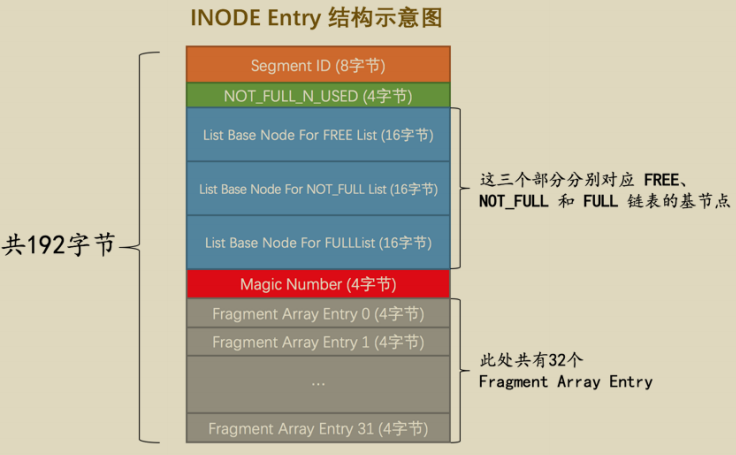 INODE Entry 结构示意图
Segment ID (8字节)
NOT_FULL_N_USED (4字节)
List Base Node For FREE List (16字节)
List Base Node For NOT_FULL List (16字节)
List Base Node For FULLList (16字节)
Magic Number (4字节)
Fragment Array Entry 0 (4字节)
Fragment Array Entry 1 (4字节)
...
Fragment Array Entry 31 (4字节)
共192字节
这三个部分分别对应 FREE、
NOT_FULL 和 FULL 链表的基节点
此处共有32个
Fragment Array Entry